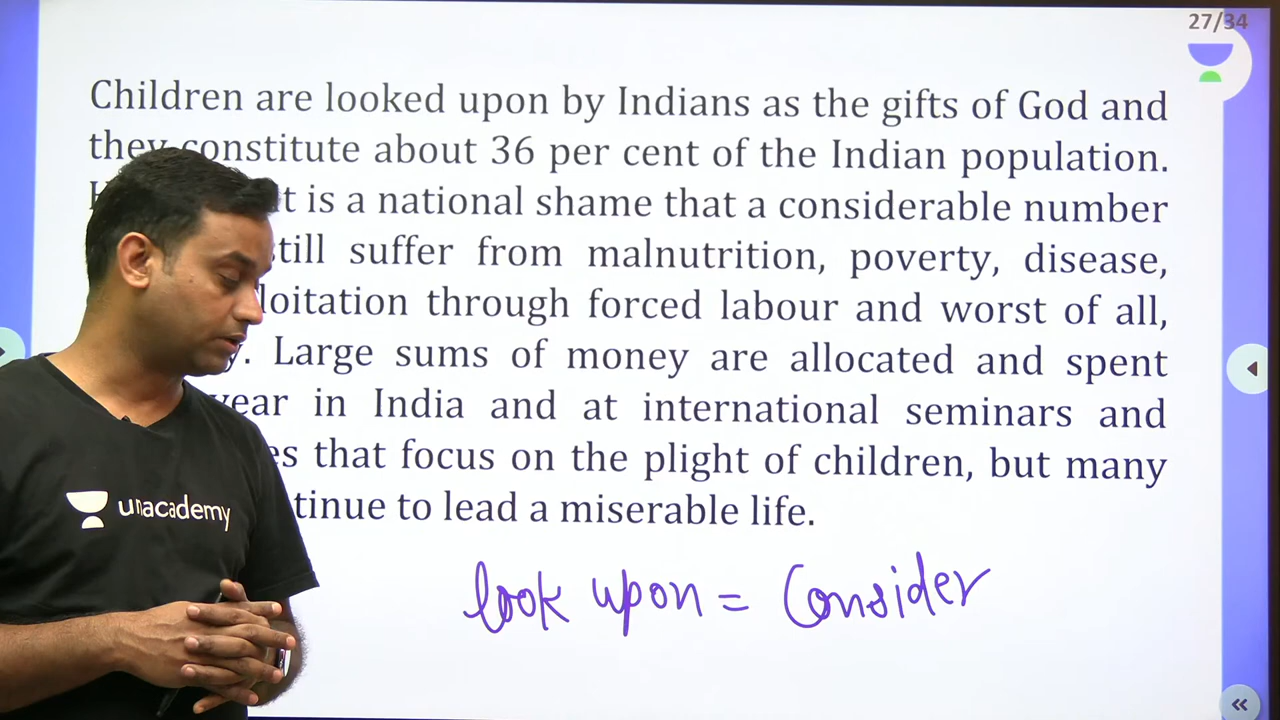 27/34
Children are looked upon by Indians as the gifts of God and
they constitute about 36 per cent of the Indian population.
is a national shame that a considerable number
still suffer from malnutrition, poverty, disease,
through forced labour and worst of all,
Large sums of money are allocated and spent
year in India and at international seminars and
that focus on the plight of children, but many
to lead a miserable life.
look upon = Consider
unacademy